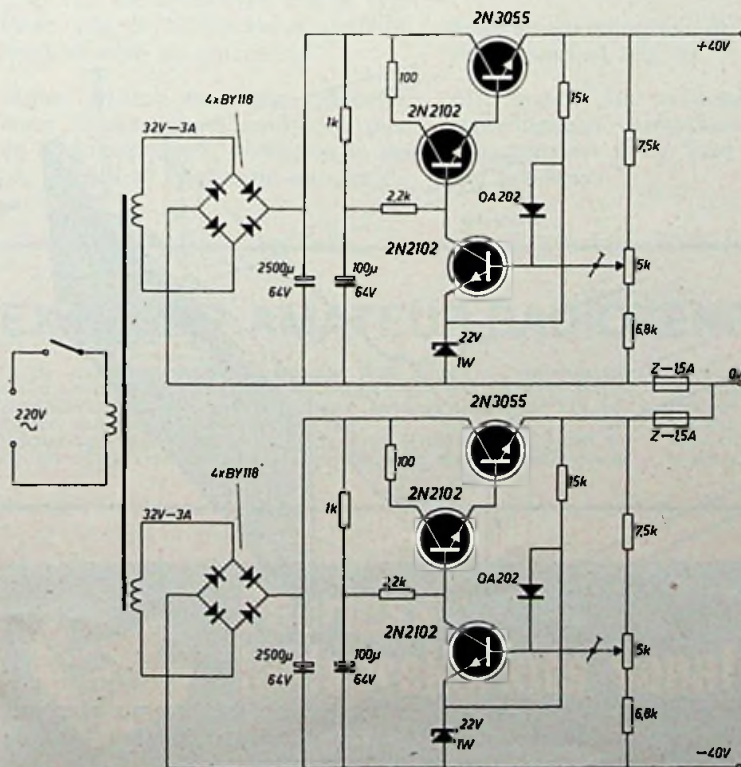 2N3055
+40V
4xBY118
100
15k
32V—3A
2N2102
1k
7,5k
2,2k
OA202
2N2102
5k
2500µ
64V
100µ
64V
6,8k
22V
1W
Z—1,5A
220V
~
2N3055
Z—1,5A
4xBY118
100
15k
32V—3A
2N2102
1k
7,5k
2,2k
OA202
2N2102
5k
2500µ
64V
100µ
64V
6,8k
22V
1W
—40V